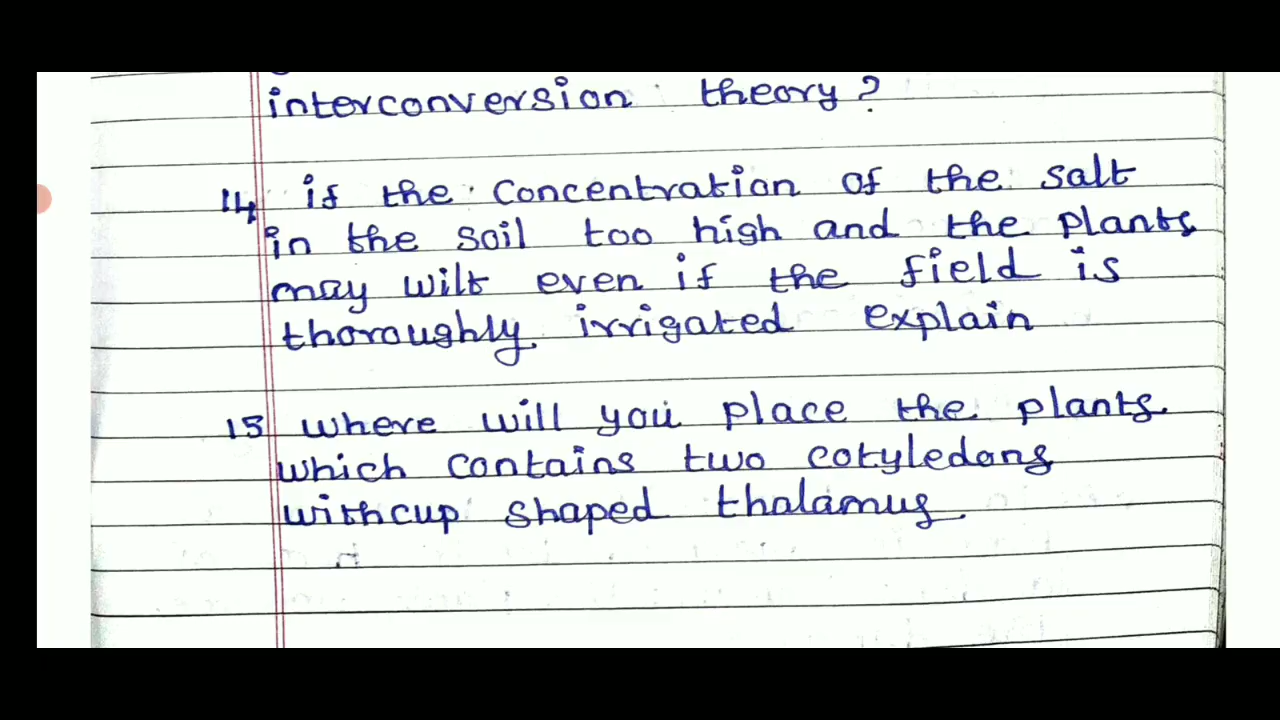 interconversion theory?
14, if the concentration of the salt
in the soil too high and the plants
may wilt even if the field is
thoroughly irrigated explain
15 where will you place the plants
which contains two cotyledons
with cup shaped thalamus.